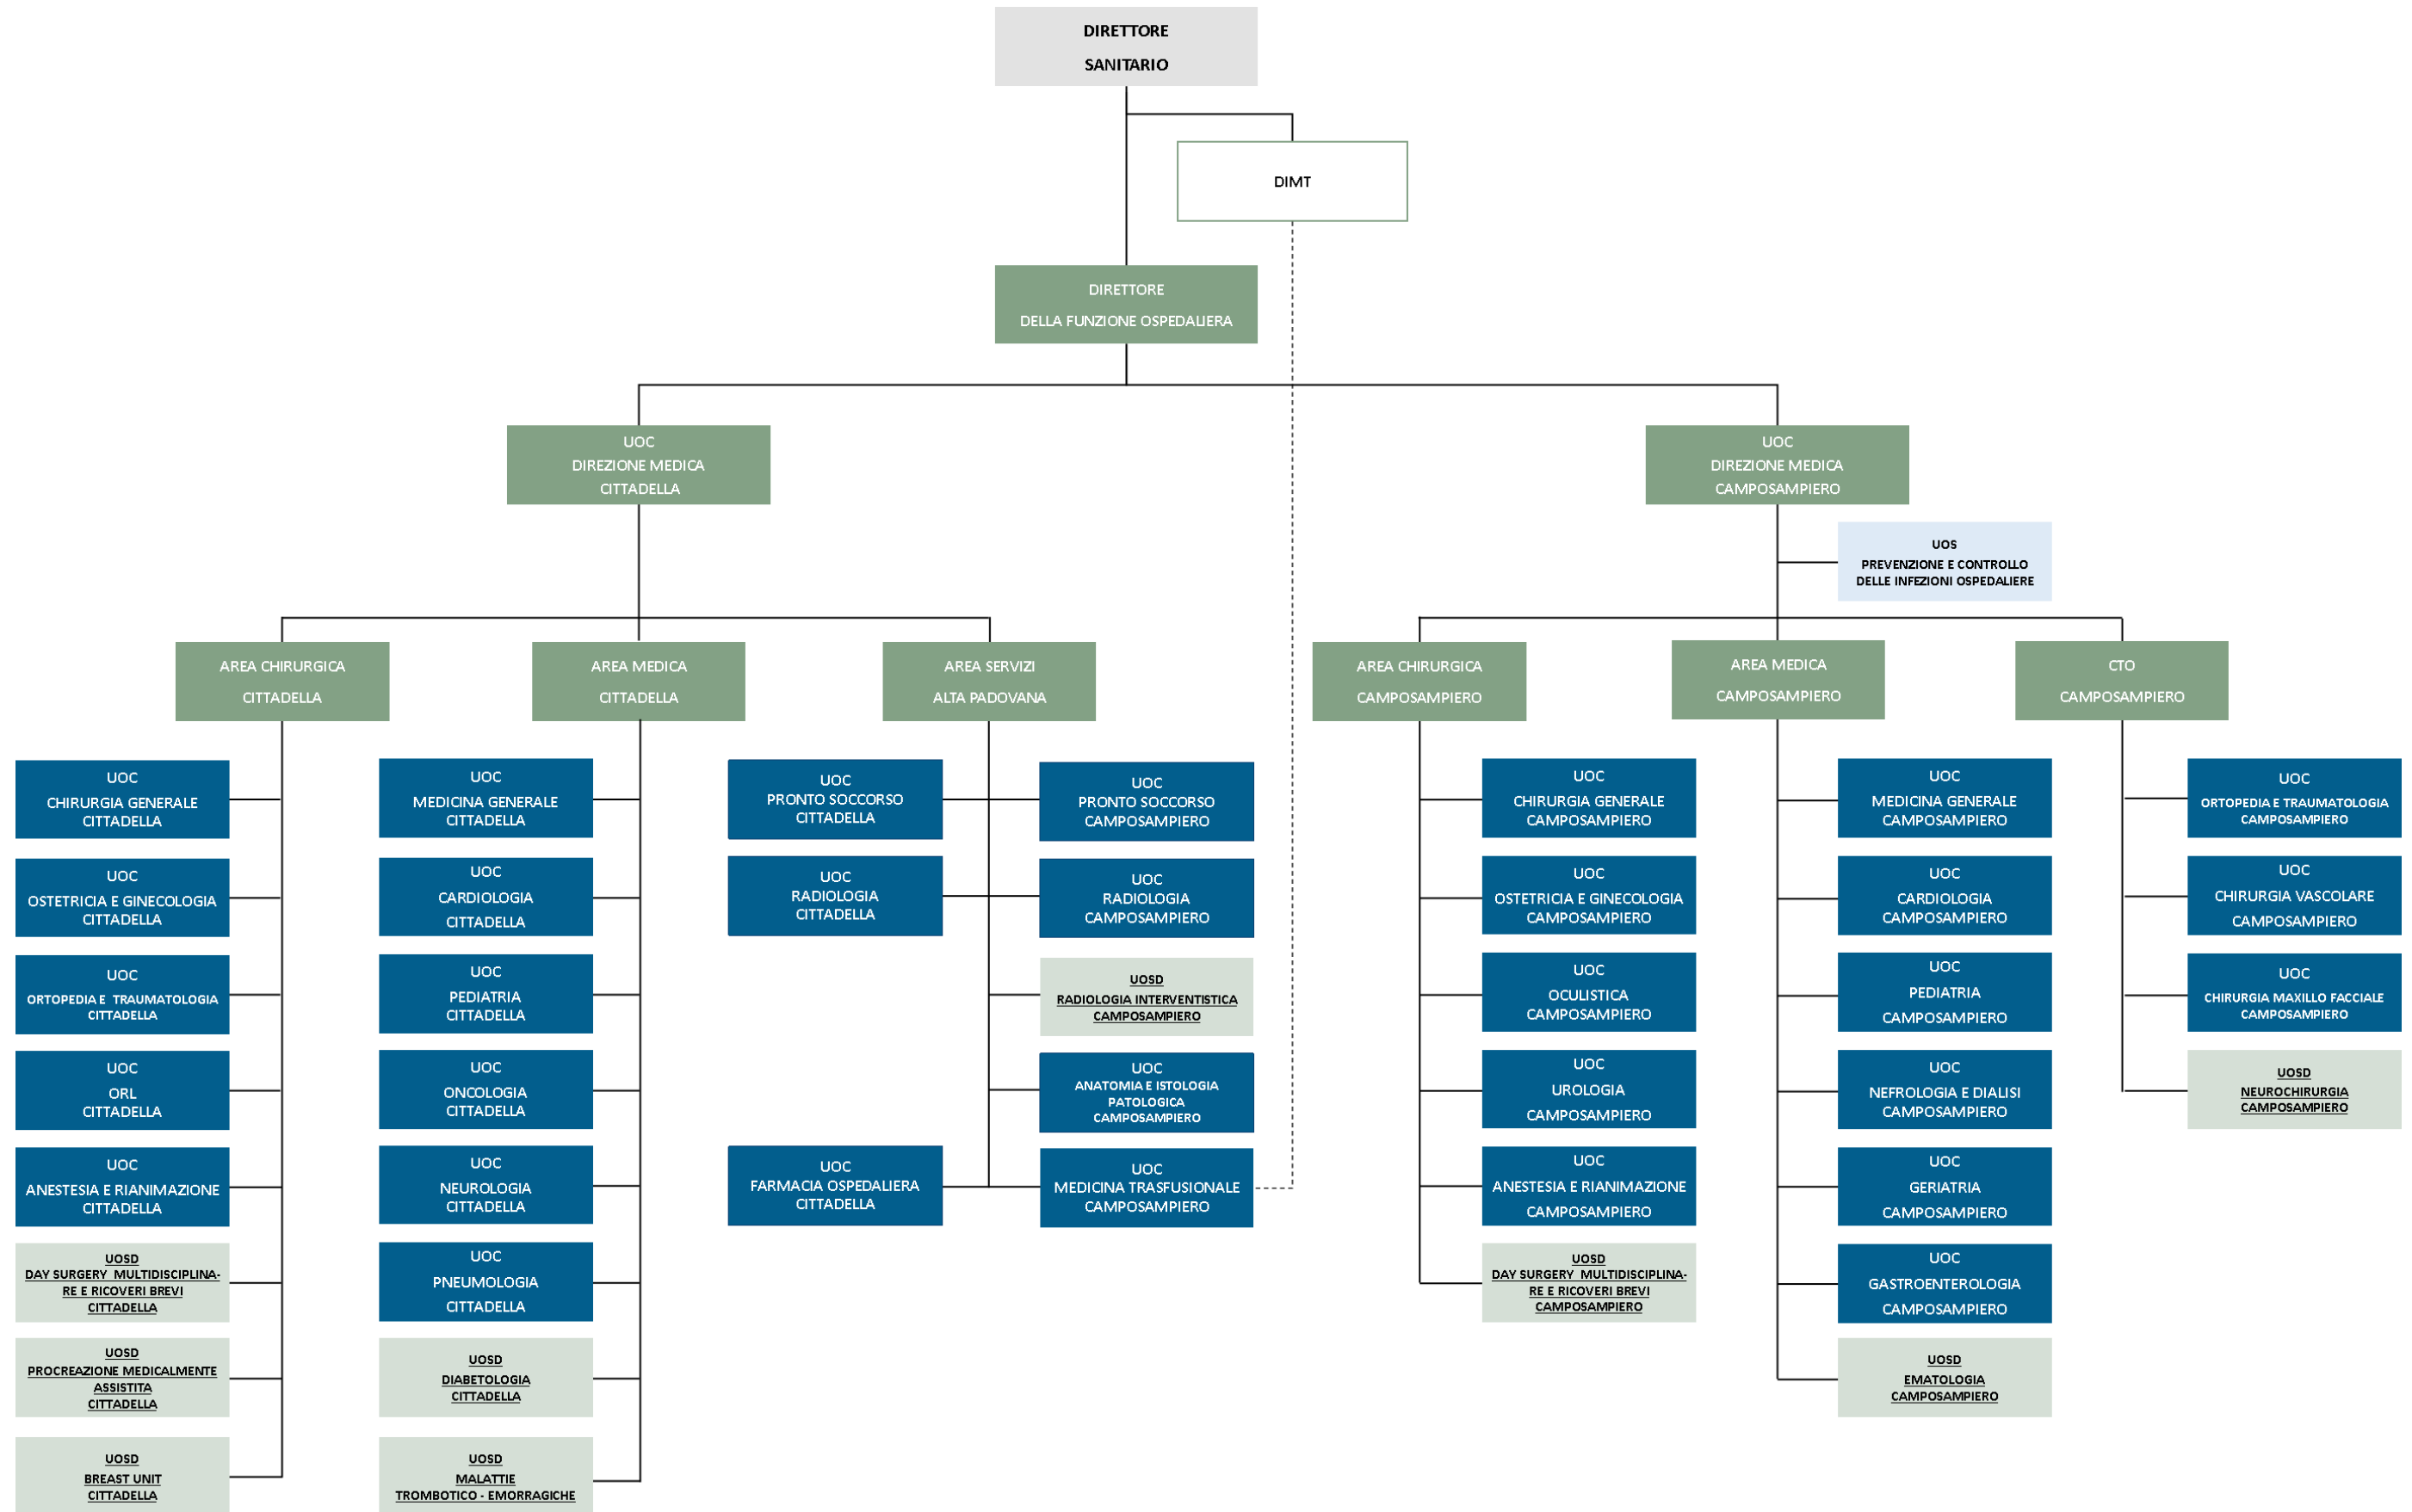 DIRETTORE
SANITARIO
DIMT
DIRETTORE
DELLA FUNZIONE OSPEDALIERA
UOC
DIREZIONE MEDICA
CITTADELLA
UOC
DIREZIONE MEDICA
CAMPOSAMPIERO
UOS
PREVENZIONE E CONTROLLO
DELLE INFEZIONI OSPEDALIERE
AREA CHIRURGICA
CITTADELLA
AREA MEDICA
CITTADELLA
AREA SERVIZI
ALTA PADOVANA
AREA CHIRURGICA
CAMPOSAMPIERO
AREA MEDICA
CAMPOSAMPIERO
CTO
CAMPOSAMPIERO
UOC
CHIRURGIA GENERALE
CITTADELLA
UOC
OSTETRICIA E GINECOLOGIA
CITTADELLA
UOC
ORTOPEDIA E  TRAUMATOLOGIA
CITTADELLA
UOC
ORL
CITTADELLA
UOC
ANESTESIA E RIANIMAZIONE
CITTADELLA
UOSD
DAY SURGERY  MULTIDISCIPLINA-
RE E RICOVERI BREVI
CITTADELLA
UOSD
PROCREAZIONE MEDICALMENTE
ASSISTITA
CITTADELLA
UOSD
BREAST UNIT
CITTADELLA
UOC
MEDICINA GENERALE
CITTADELLA
UOC
CARDIOLOGIA
CITTADELLA
UOC
PEDIATRIA
CITTADELLA
UOC
ONCOLOGIA
CITTADELLA
UOC
NEUROLOGIA
CITTADELLA
UOC
PNEUMOLOGIA
CITTADELLA
UOSD
DIABETOLOGIA
CITTADELLA
UOSD
MALATTIE
TROMBOTICO - EMORRAGICHE
UOC
PRONTO SOCCORSO
CITTADELLA
UOC
RADIOLOGIA
CITTADELLA
UOC
FARMACIA OSPEDALIERA
CITTADELLA
UOC
PRONTO SOCCORSO
CAMPOSAMPIERO
UOC
RADIOLOGIA
CAMPOSAMPIERO
UOSD
RADIOLOGIA INTERVENTISTICA
CAMPOSAMPIERO
UOC
ANATOMIA E ISTOLOGIA
PATOLOGICA
CAMPOSAMPIERO
UOC
MEDICINA TRASFUSIONALE
CAMPOSAMPIERO
UOC
CHIRURGIA GENERALE
CAMPOSAMPIERO
UOC
OSTETRICIA E GINECOLOGIA
CAMPOSAMPIERO
UOC
OCULISTICA
CAMPOSAMPIERO
UOC
UROLOGIA
CAMPOSAMPIERO
UOC
ANESTESIA E RIANIMAZIONE
CAMPOSAMPIERO
UOSD
DAY SURGERY  MULTIDISCIPLINA-
RE E RICOVERI BREVI
CAMPOSAMPIERO
UOC
MEDICINA GENERALE
CAMPOSAMPIERO
UOC
CARDIOLOGIA
CAMPOSAMPIERO
UOC
PEDIATRIA
CAMPOSAMPIERO
UOC
NEFROLOGIA E DIALISI
CAMPOSAMPIERO
UOC
GERIATRIA
CAMPOSAMPIERO
UOC
GASTROENTEROLOGIA
CAMPOSAMPIERO
UOSD
EMATOLOGIA
CAMPOSAMPIERO
UOC
ORTOPEDIA E TRAUMATOLOGIA
CAMPOSAMPIERO
UOC
CHIRURGIA VASCOLARE
CAMPOSAMPIERO
UOC
CHIRURGIA MAXILLO FACCIALE
CAMPOSAMPIERO
UOSD
NEUROCHIRURGIA
CAMPOSAMPIERO